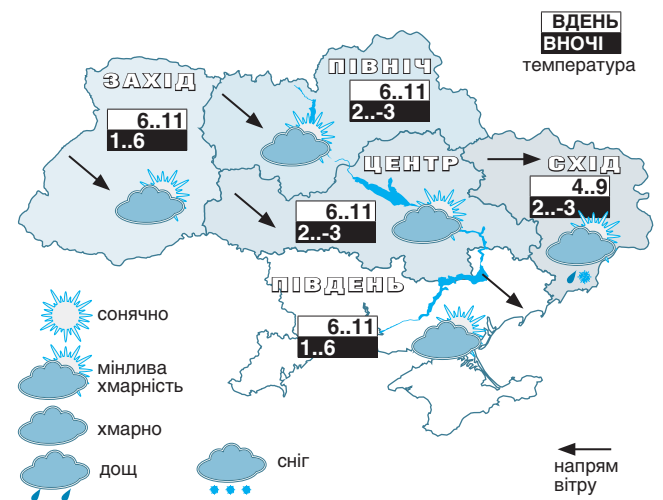 ВДЕНЬ
ВНОЧІ
температура
ЗАХІД
6..11
1..6
ПІВНІЧ
6..11
2..-3
ЦЕНТР
6..11
2..-3
СХІД
4..9
2..-3
ПІВДЕНЬ
6..11
1..6
сонячно
мінлива
хмарність
хмарно
дощ
сніг
напрям
вітру